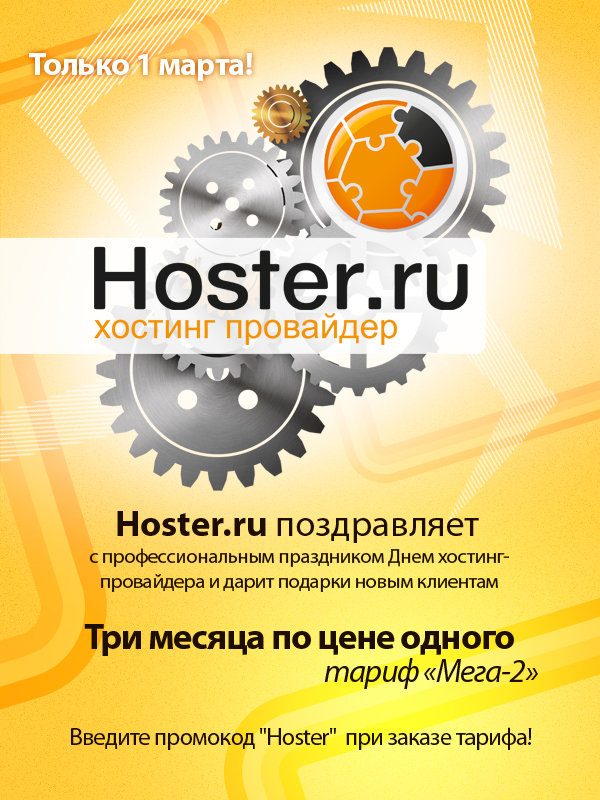 Только 1 марта!
Hoster.ru
хостинг провайдер
Hoster.ru поздравляет
с профессиональным праздником Днем хостинг-
провайдера и дарит подарки новым клиентам
Три месяца по цене одного
тариф «Мега-2»
Введите промокод "Hoster" при заказе тарифа!